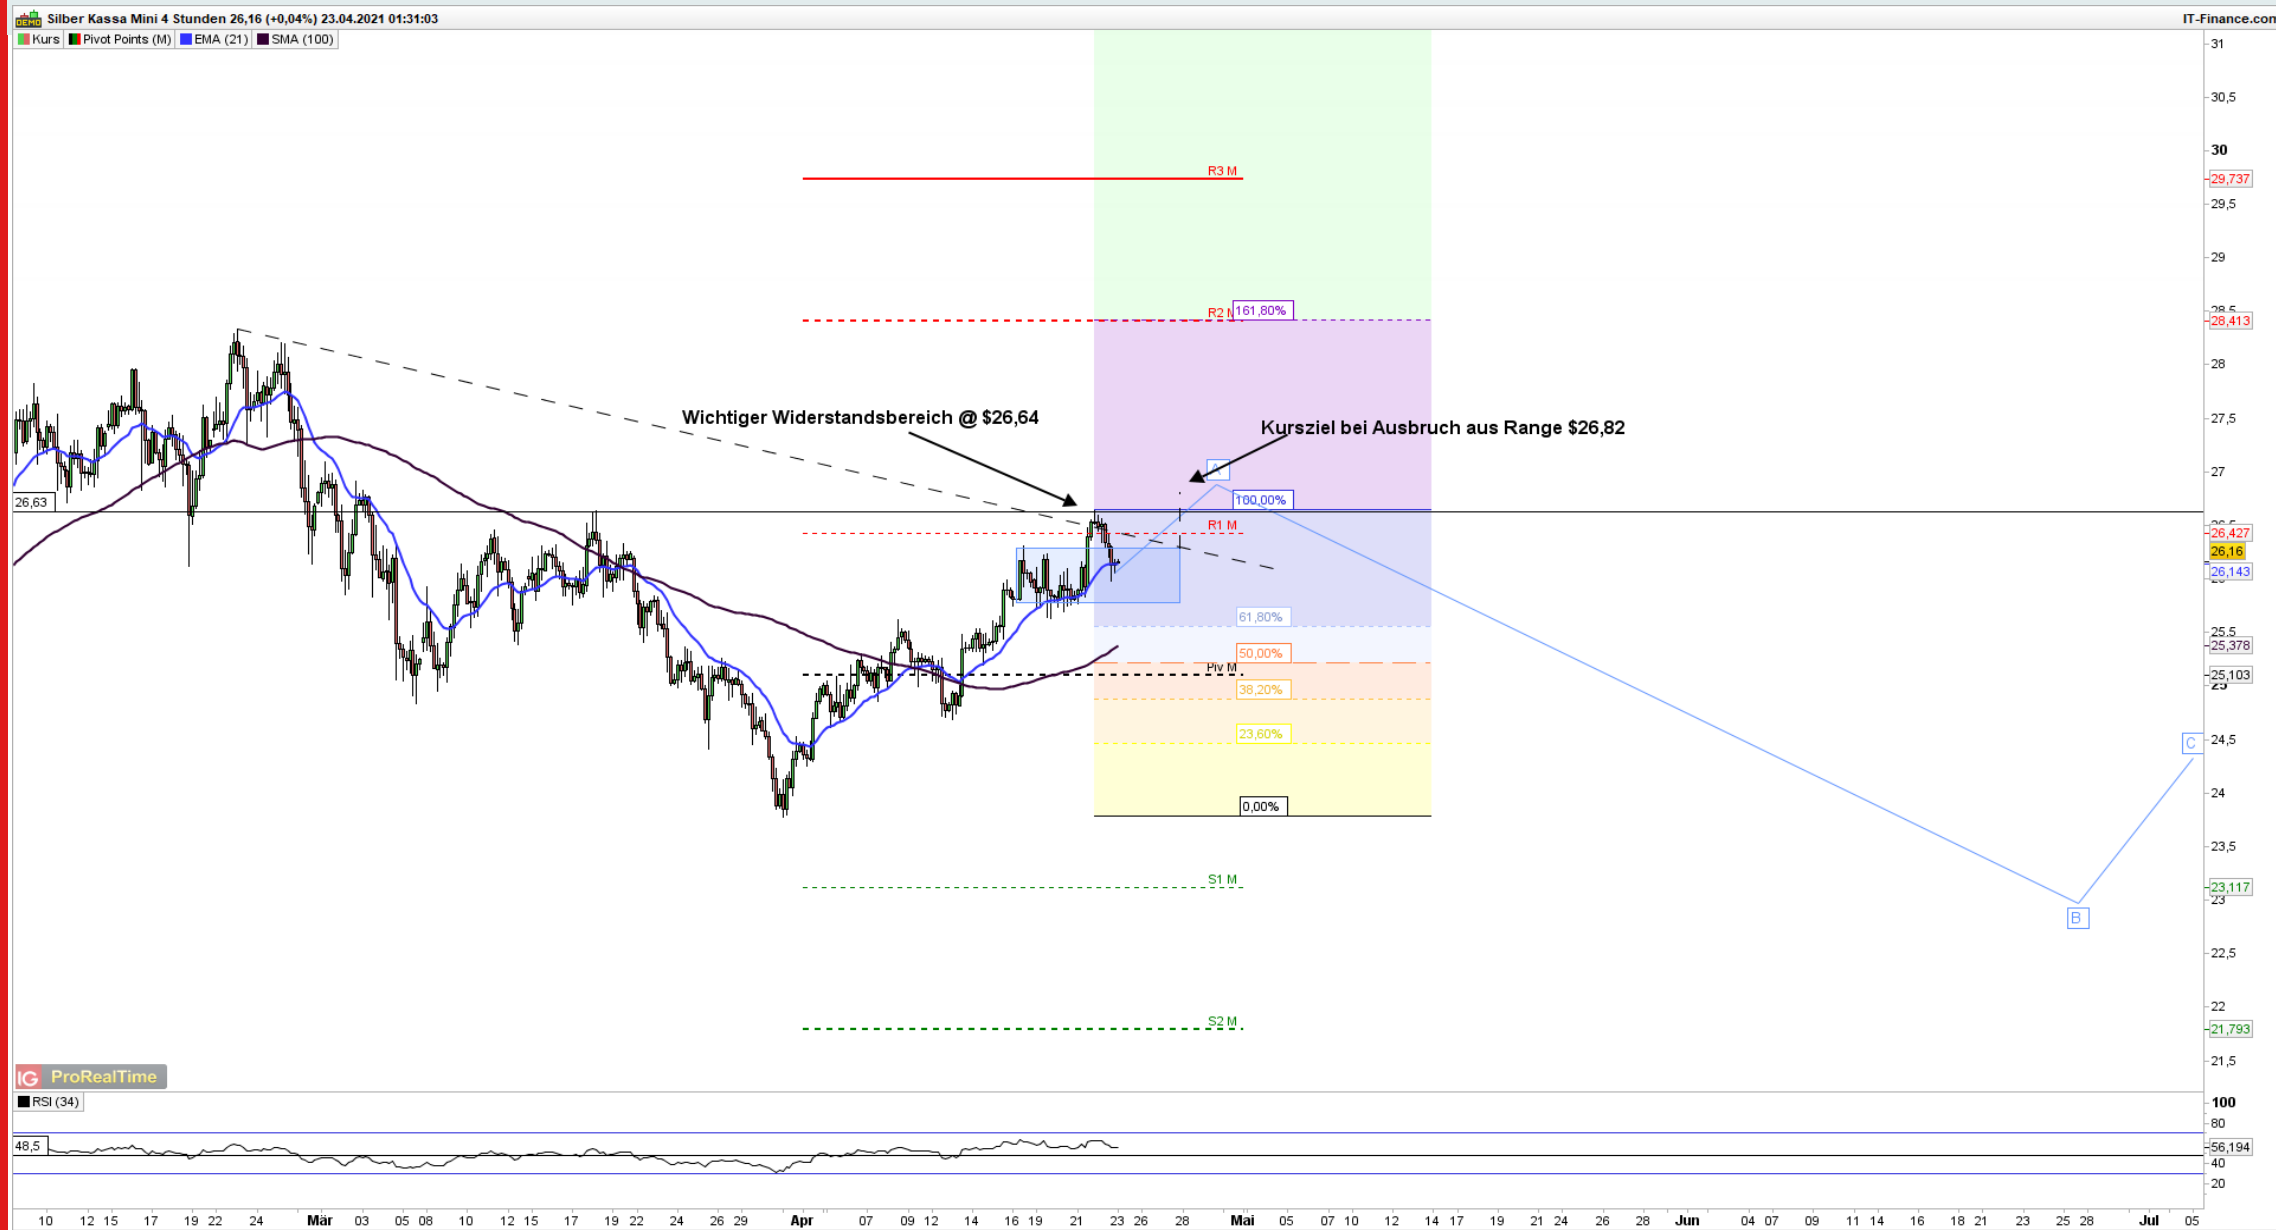 Silber Kassa Mini 4 Stunden 26,16 (+0,04%) 23.04.2021 01:31:03
IT-Finance.com
Kurs Pivot Points (M) EMA (21) SMA (100)
31
30,5
30
R3 M
29,737
29,5
29
R2 M 161,80%
28,5
28,413
28
Wichtiger Widerstandsbereich @ $26,64
Kursziel bei Ausbruch aus Range $26,82
27,5
A
27
26,63
100,00%
R1 M
26,427
26,16
26,143
61,80%
25,5
25,378
50,00%
Piv M
25,103
25
38,20%
23,60%
24,5
C
24
0,00%
23,5
S1 M
23,117
23
B
22,5
22
S2 M
21,793
21,5
IG ProRealTime
RSI (34)
100
80
48,5
56,194
40
20
10 12 15 17 19 22 24 Mär 03 05 08 10 12 15 17 19 22 24 26 29 Apr 07 09 12 14 16 19 21 23 26 28 Mai 05 07 10 12 14 17 19 21 24 26 28 Jun 04 07 09 11 14 16 18 21 23 25 28 Jul 05